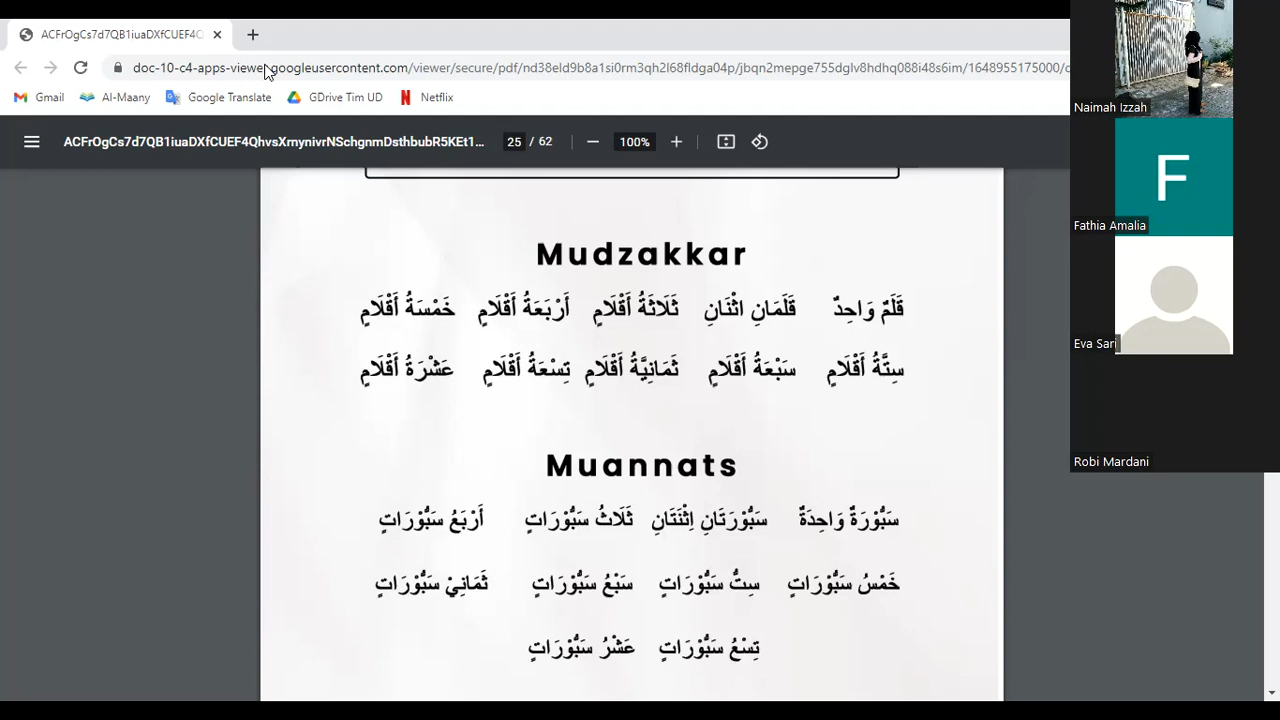 ACFrOgCs7d7QB1iuaDXfCUEF4Q
doc-10-c4-apps-viewer.googleusercontent.com/viewer/secure/pdf/nd38eld9b8a1si0rm3qh2l68fldga04p/jbqn2mepge755dglv8hdhq088i48s6im/1648955175000/
Gmail Al-Maany Google Translate GDrive Tim UD Netflix
ACFrOgCs7d7QB1iuaDXfCUEF4QhvsXrnynivrNSchgnmDsthbubR5KEt1... 25 / 62 100%
Mudzakkar
قَلَمٌ وَاحِدٌ قَلَمَانِ اثْنَانِ ثَلَاثَةُ أَقْلَامٍ أَرْبَعَةُ أَقْلَامٍ خَمْسَةُ أَقْلَامٍ
سِتَّةُ أَقْلَامٍ سَبْعَةُ أَقْلَامٍ ثَمَانِيَّةُ أَقْلَامٍ تِسْعَةُ أَقْلَامٍ عَشْرَةُ أَقْلَامٍ
Muannats
سَبُّوْرَةٌ وَاحِدَةٌ سَبُّوْرَتَانِ اِثْنَتَانِ ثَلَاثُ سَبُّوْرَاتٍ أَرْبَعُ سَبُّوْرَاتٍ
خَمْسُ سَبُّوْرَاتٍ سِتُّ سَبُّوْرَاتٍ سَبْعُ سَبُّوْرَاتٍ ثَمَانِيْ سَبُّوْرَاتٍ
تِسْعُ سَبُّوْرَاتٍ عَشْرُ سَبُّوْرَاتٍ
Naimah Izzah
F
Fathia Amalia
Eva Sari
Robi Mardani